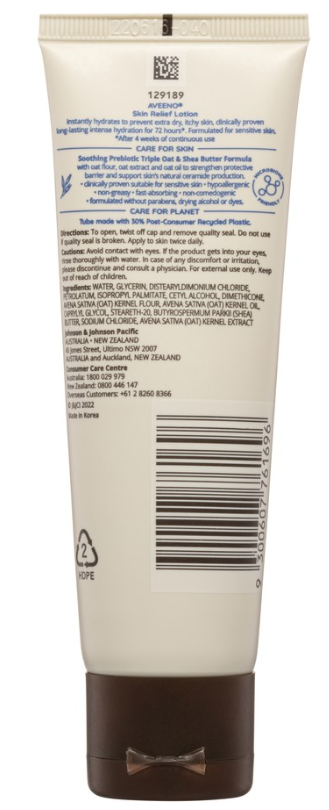 129189
AVEENO®
Skin Relief Lotion
instantly hydrates to prevent extra dry, itchy skin, clinically proven
long-lasting intense hydration for 72 hours*. Formulated for sensitive skin.
*After 4 weeks of continuous use
CARE FOR SKIN
Soothing Prebiotic Triple Oat & Shea Butter Formula
with oat flour, oat extract and oat oil to strengthen protective
barrier and support skin's natural ceramide production.
• clinically proven suitable for sensitive skin • hypoallergenic
• non-greasy • fast-absorbing • non-comedogenic
• formulated without parabens, drying alcohol or dyes.
MICROBIOME FRIENDLY
CARE FOR PLANET
Tube made with 30% Post-Consumer Recycled Plastic.
Directions: To open, twist off cap and remove quality seal. Do not use
if quality seal is broken. Apply to skin twice daily.
Cautions: Avoid contact with eyes. If the product gets into your eyes,
rinse thoroughly with water. In case of any discomfort or irritation,
please discontinue and consult a physician. For external use only. Keep
out of reach of children.
Ingredients: WATER, GLYCERIN, DISTEARYLDIMONIUM CHLORIDE,
PETROLATUM, ISOPROPYL PALMITATE, CETYL ALCOHOL, DIMETHICONE,
AVENA SATIVA (OAT) KERNEL FLOUR, AVENA SATIVA (OAT) KERNEL OIL,
CAPRYLYL GLYCOL, STEARETH-20, BUTYROSPERMUM PARKII (SHEA)
BUTTER, SODIUM CHLORIDE, AVENA SATIVA (OAT) KERNEL EXTRACT
Johnson & Johnson Pacific
AUSTRALIA • NEW ZEALAND
45 Jones Street, Ultimo NSW 2007
AUSTRALIA and Auckland, NEW ZEALAND
Consumer Care Centre
Australia: 1800 029 979
New Zealand: 0800 446 147
Overseas Customers: +61 2 8260 8366
© JJCI 2022
Made in Korea
9 300607 761696
2
HDPE